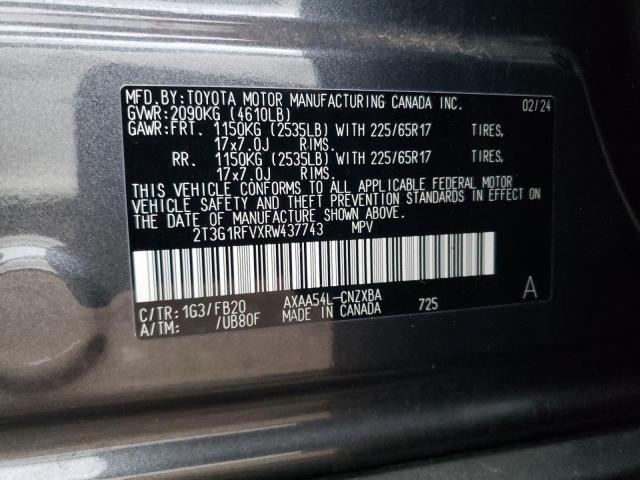 MFD.BY:TOYOTA MOTOR MANUFACTURING CANADA INC. 02/24
GVWR:2090KG (4610LB)
GAWR:FRT. 1150KG (2535LB) WITH 225/65R17 TIRES,
17x7.0J RIMS.
RR. 1150KG (2535LB) WITH 225/65R17 TIRES,
17x7.0J RIMS.
THIS VEHICLE CONFORMS TO ALL APPLICABLE FEDERAL MOTOR
VEHICLE SAFETY AND THEFT PREVENTION STANDARDS IN EFFECT ON
THE DATE OF MANUFACTURE SHOWN ABOVE.
2T3G1RFVXRW437743 MPV
C/TR:1G3/FB20 AXAA54L-CNZXBA 725 A
A/TM: /UB80F MADE IN CANADA